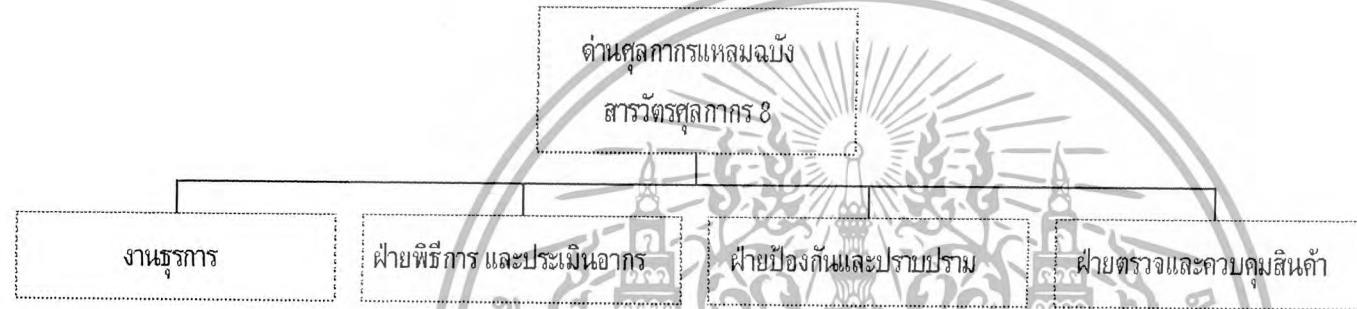 ด่านศุลกากรแหลมฉบัง
สารวัตรศุลกากร 8
งานธุรการ
ฝ่ายพิธีการ และประเมินอากร
ฝ่ายป้องกันและปราบปราม
ฝ่ายตรวจและควบคุมสินค้า